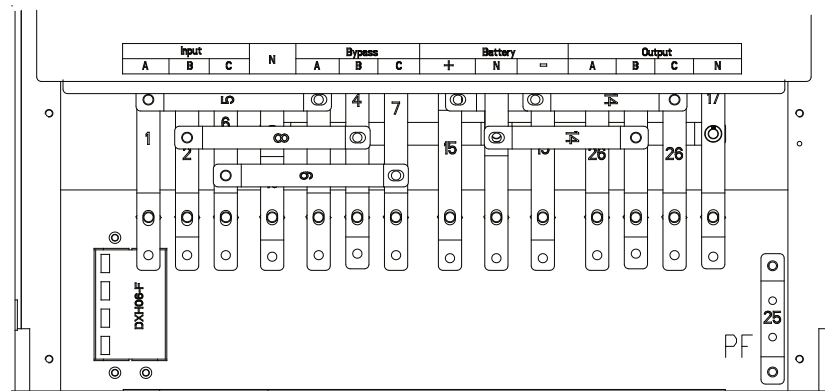 Input N Bypass Battery Output
A B C A B C + N - A B C N
5 4 14 17
1 6 8 7 14
2 15 26 26
9
DXH06-F
25
PF